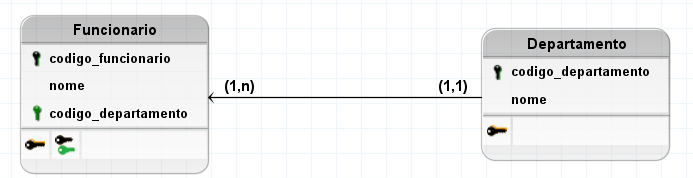 Funcionario
codigo_funcionario
nome
codigo_departamento
(1,n)
(1,1)
Departamento
codigo_departamento
nome